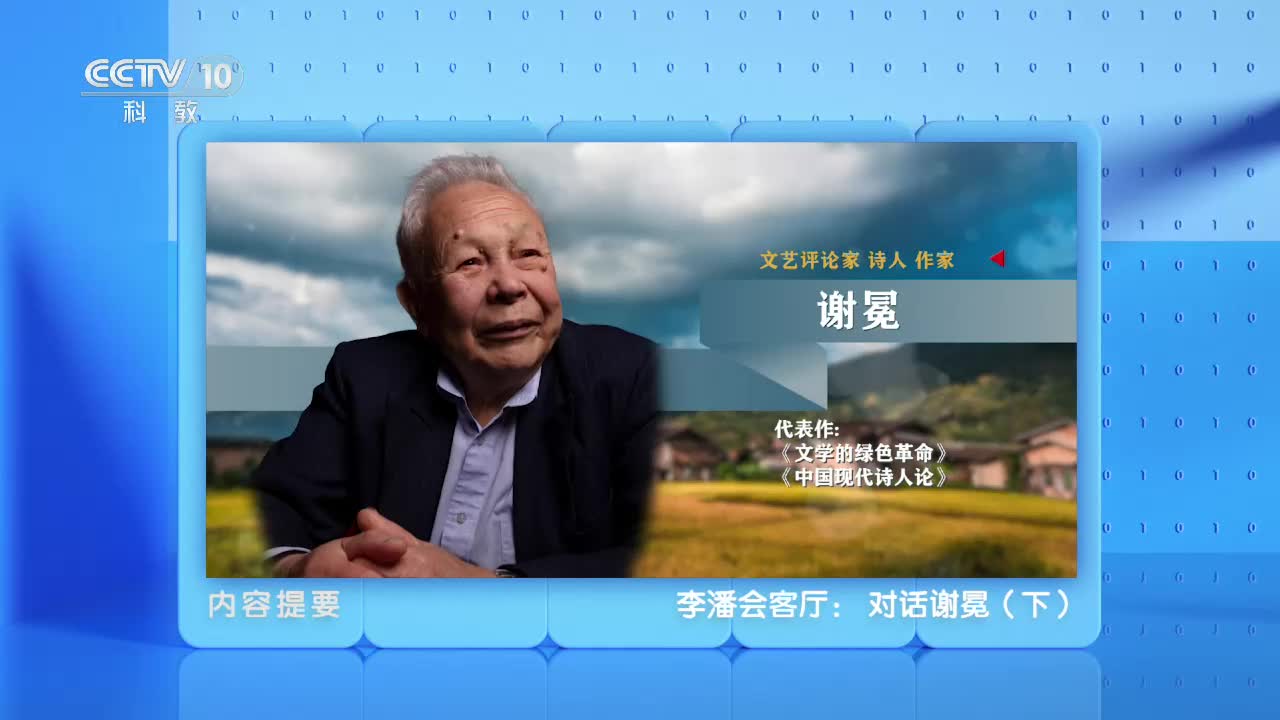 CCTV 10
科教
文艺评论家 诗人 作家
谢冕
代表作:
《文学的绿色革命》
《中国现代诗人论》
内容提要
李潘会客厅: 对话谢冕(下)